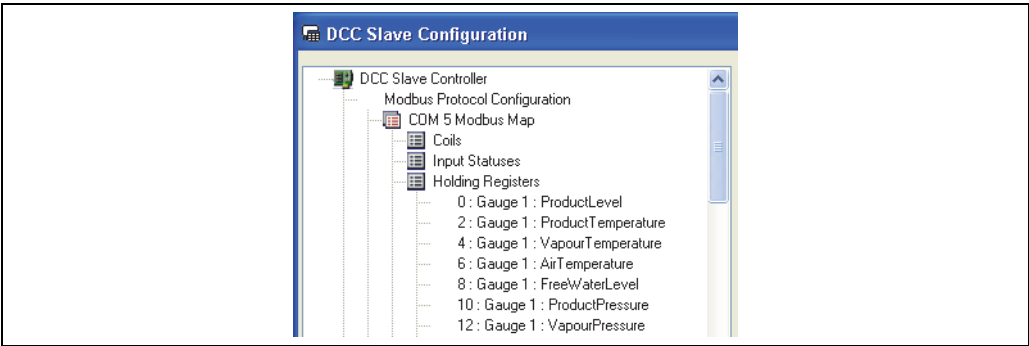 DCC Slave Configuration
DCC Slave Controller
Modbus Protocol Configuration
COM 5 Modbus Map
Coils
Input Statuses
Holding Registers
0 : Gauge 1 : ProductLevel
2 : Gauge 1 : ProductTemperature
4 : Gauge 1 : VapourTemperature
6 : Gauge 1 : AirTemperature
8 : Gauge 1 : FreeWaterLevel
10 : Gauge 1 : ProductPressure
12 : Gauge 1 : VapourPressure